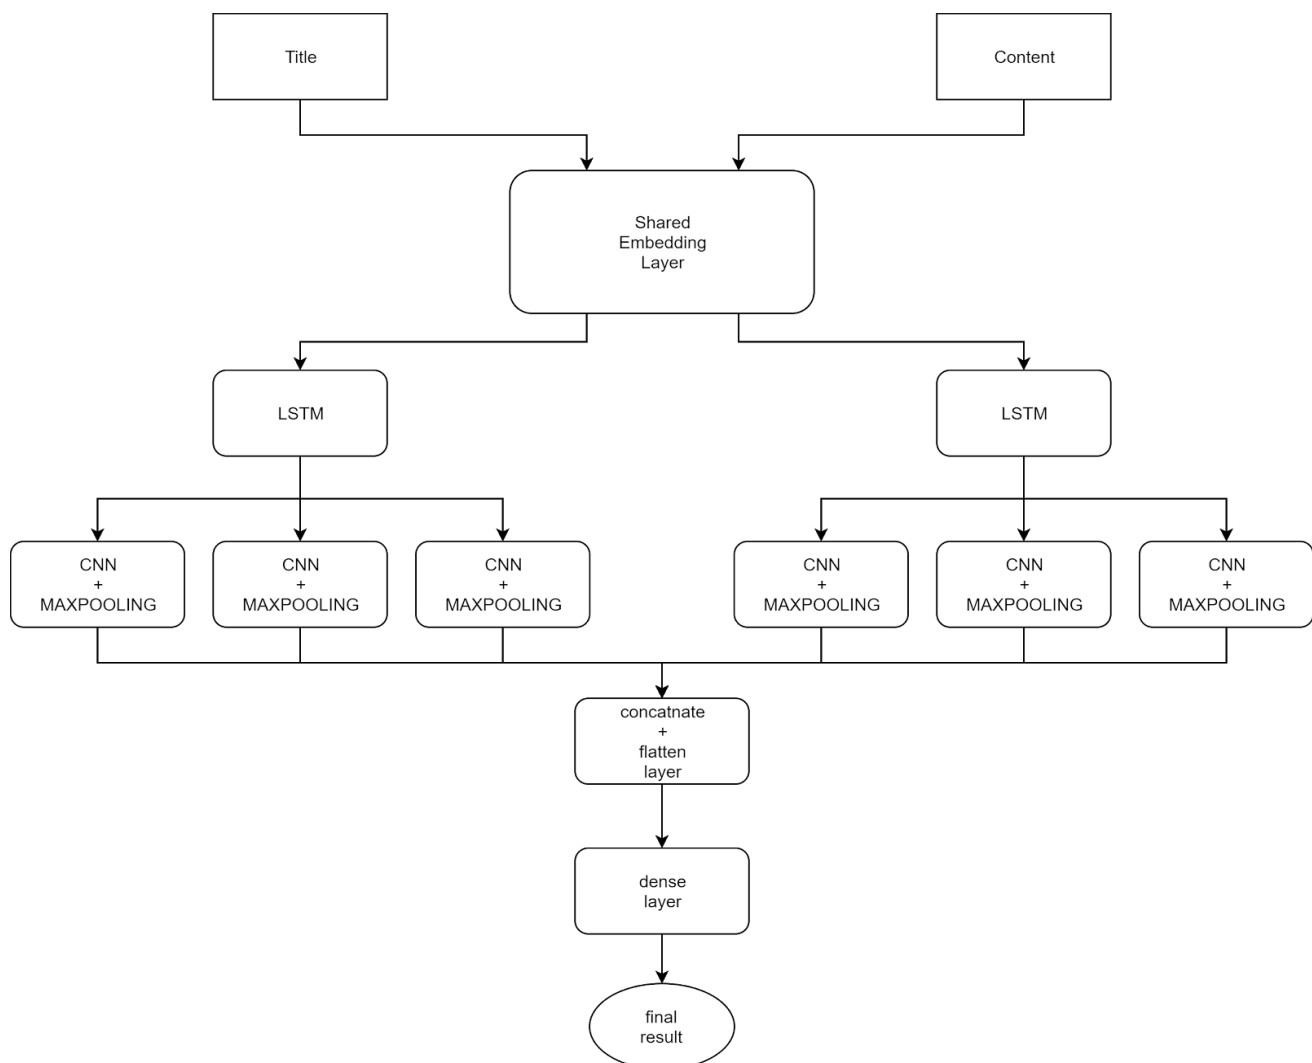 Title
Content
Shared
Embedding
Layer
LSTM
LSTM
CNN
+
MAXPOOLING
CNN
+
MAXPOOLING
CNN
+
MAXPOOLING
CNN
+
MAXPOOLING
CNN
+
MAXPOOLING
CNN
+
MAXPOOLING
concatnate
+
flatten
layer
dense
layer
final
result